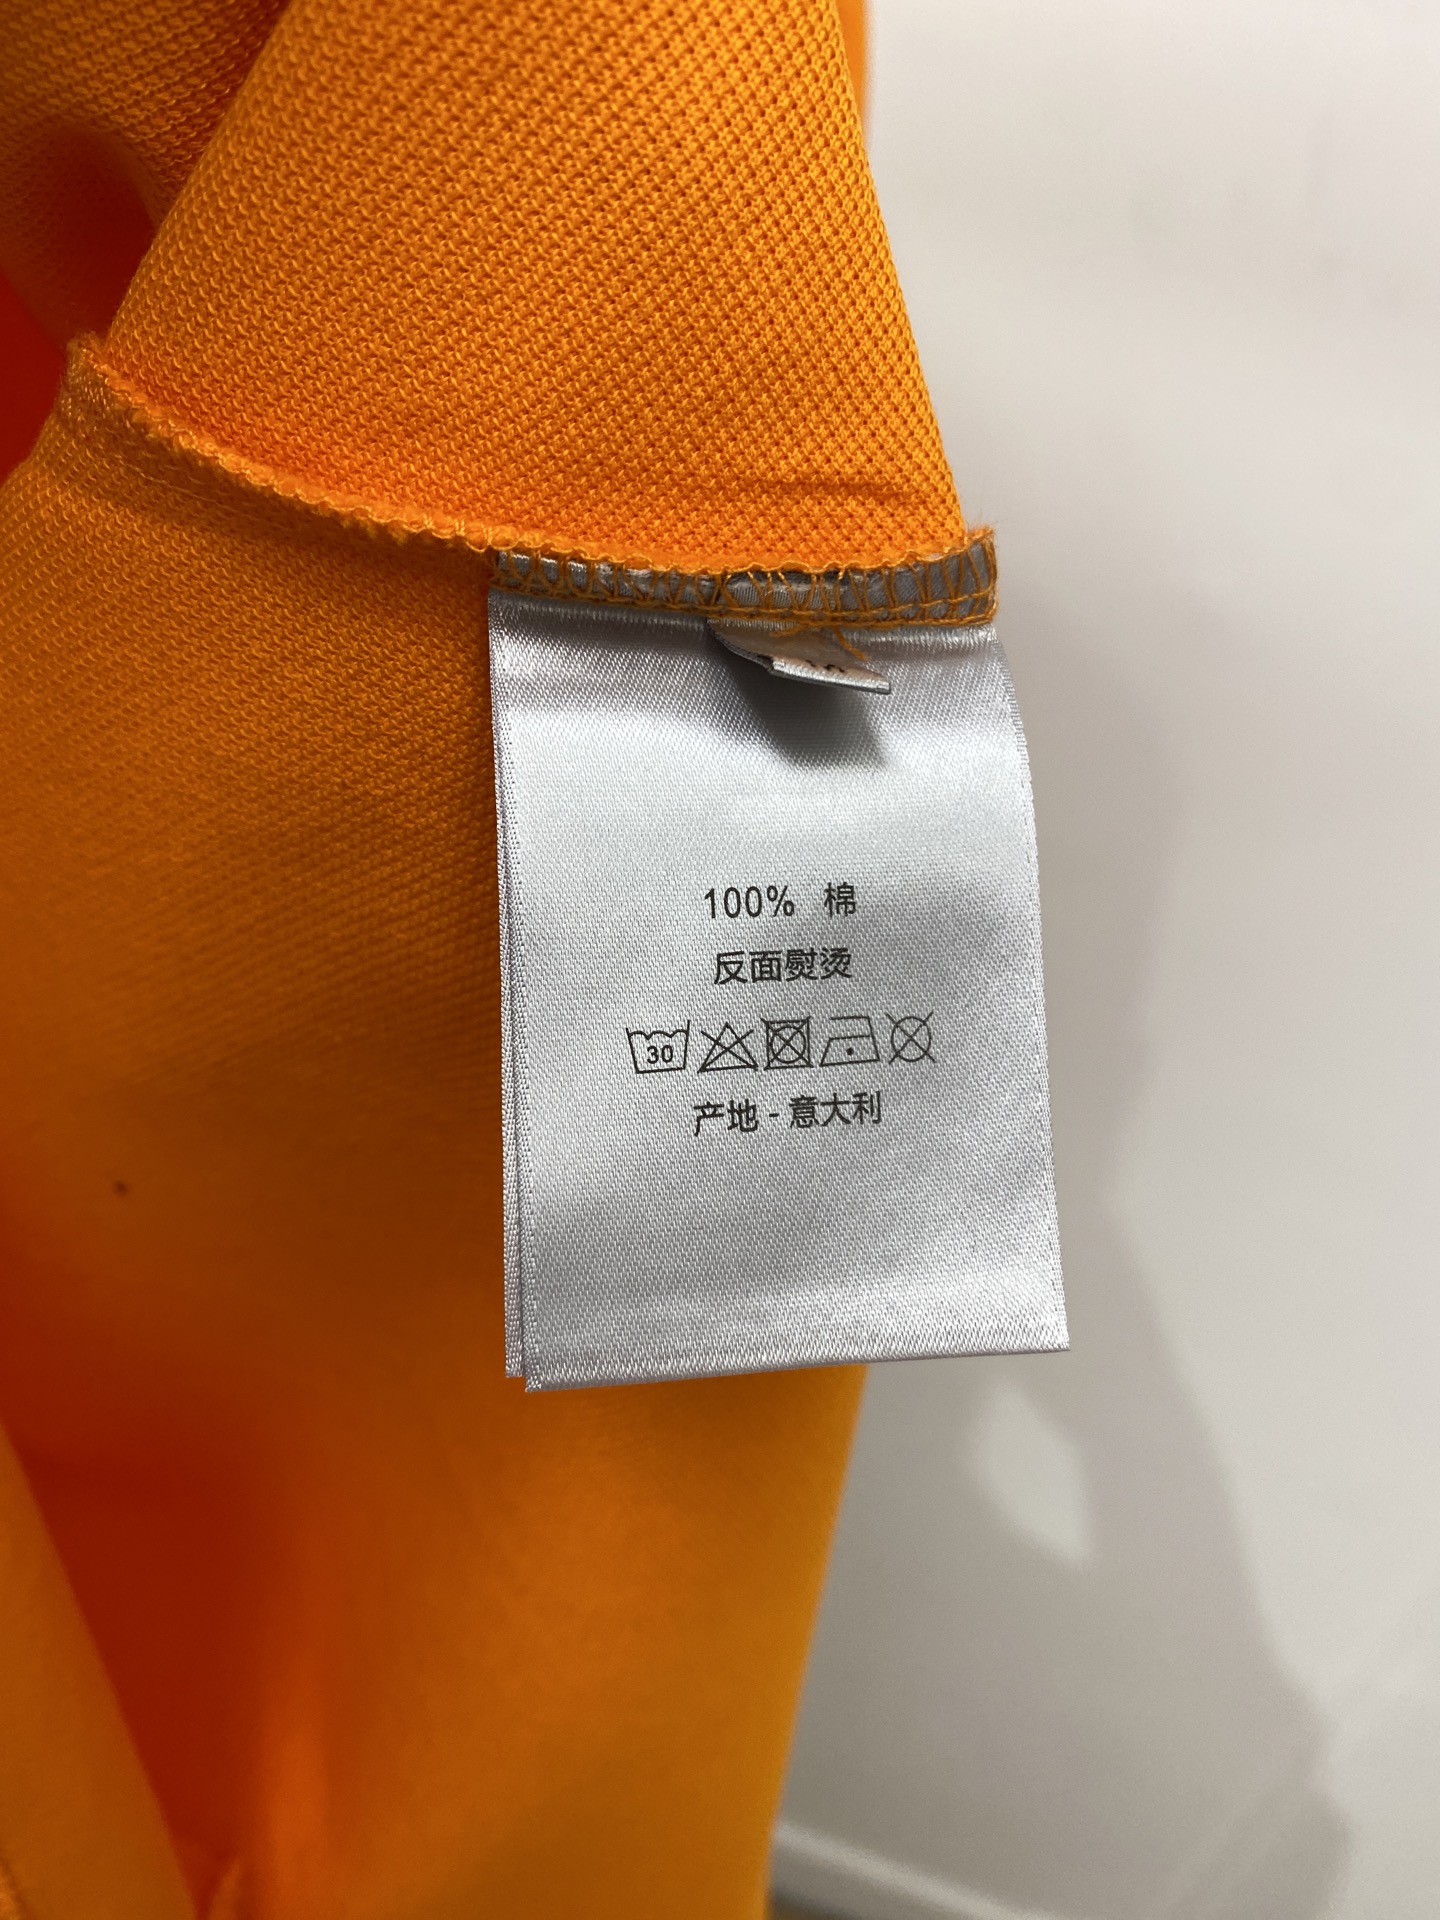 100% 棉
反面熨烫
30
产地 - 意大利